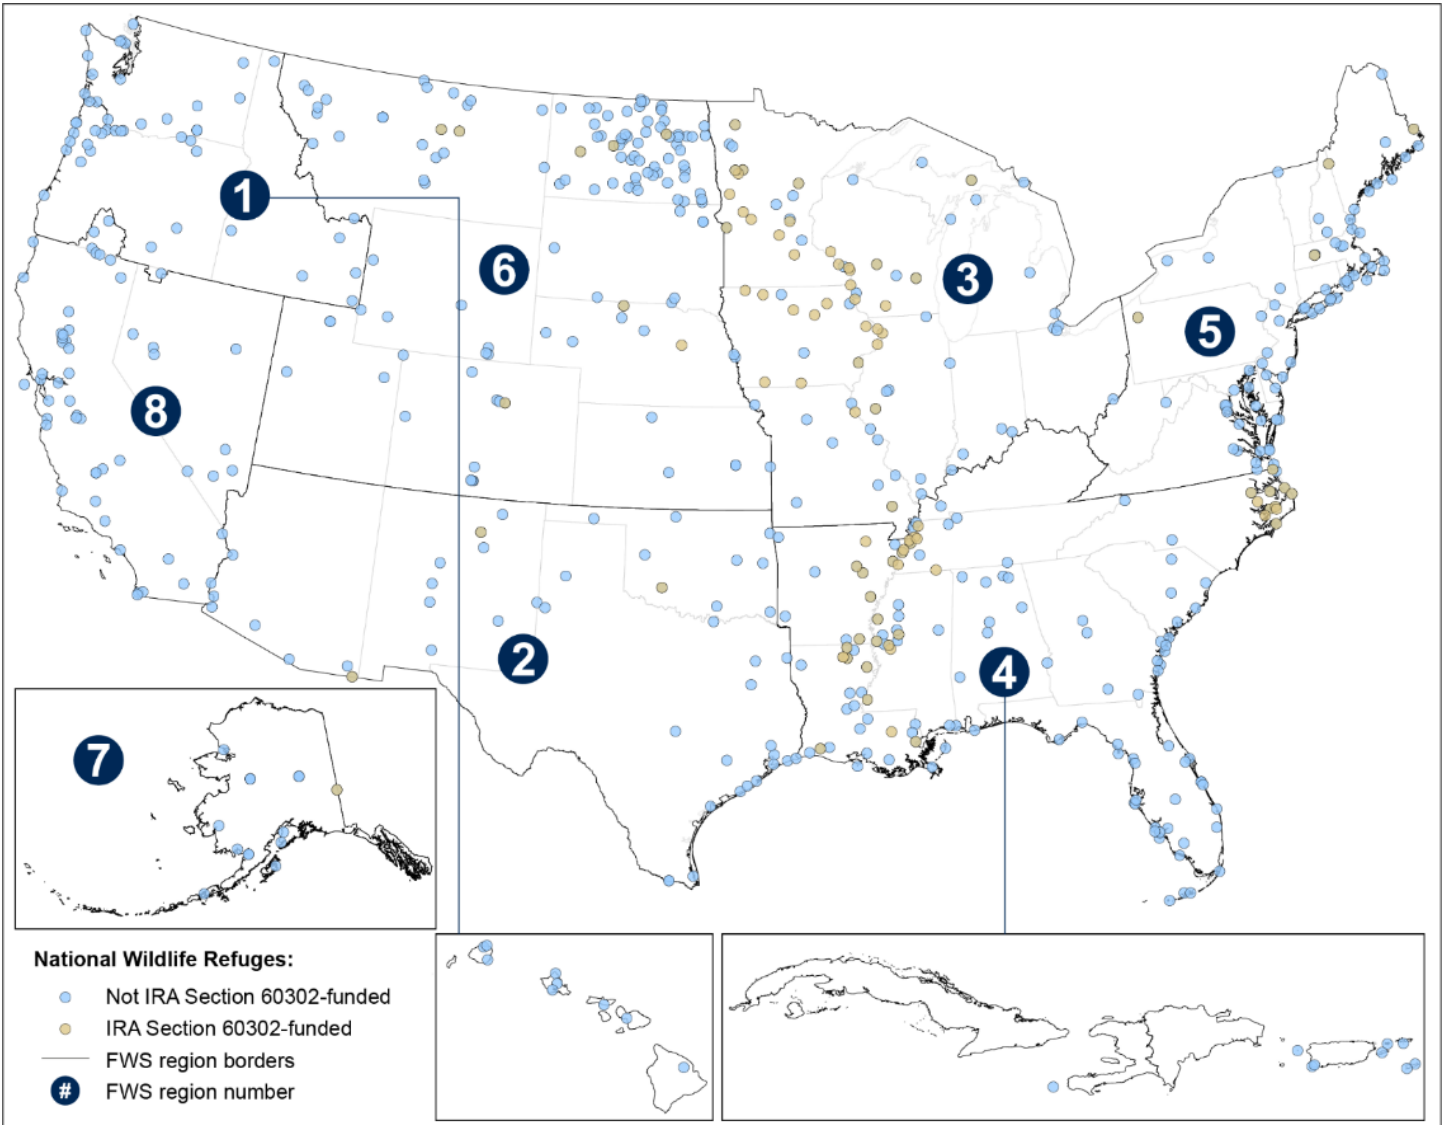 1
6
3
5
8
2
4
7
National Wildlife Refuges:
Not IRA Section 60302-funded
IRA Section 60302-funded
FWS region borders
# FWS region number